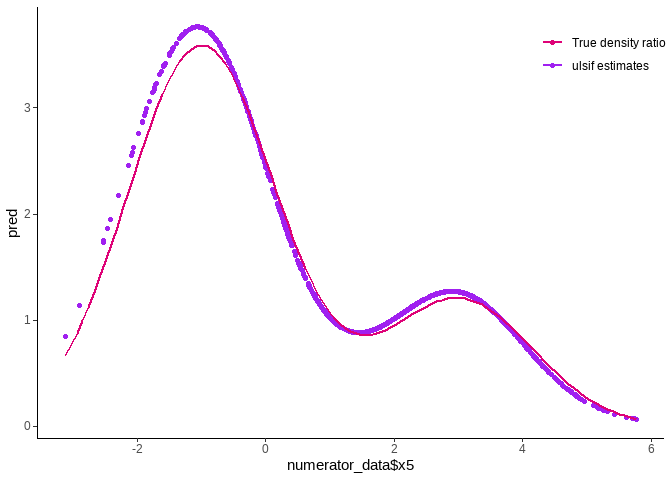 True density ratio
ulsif estimates
3
2
1
0
pred
-2
0
2
4
6
numerator_data$x5